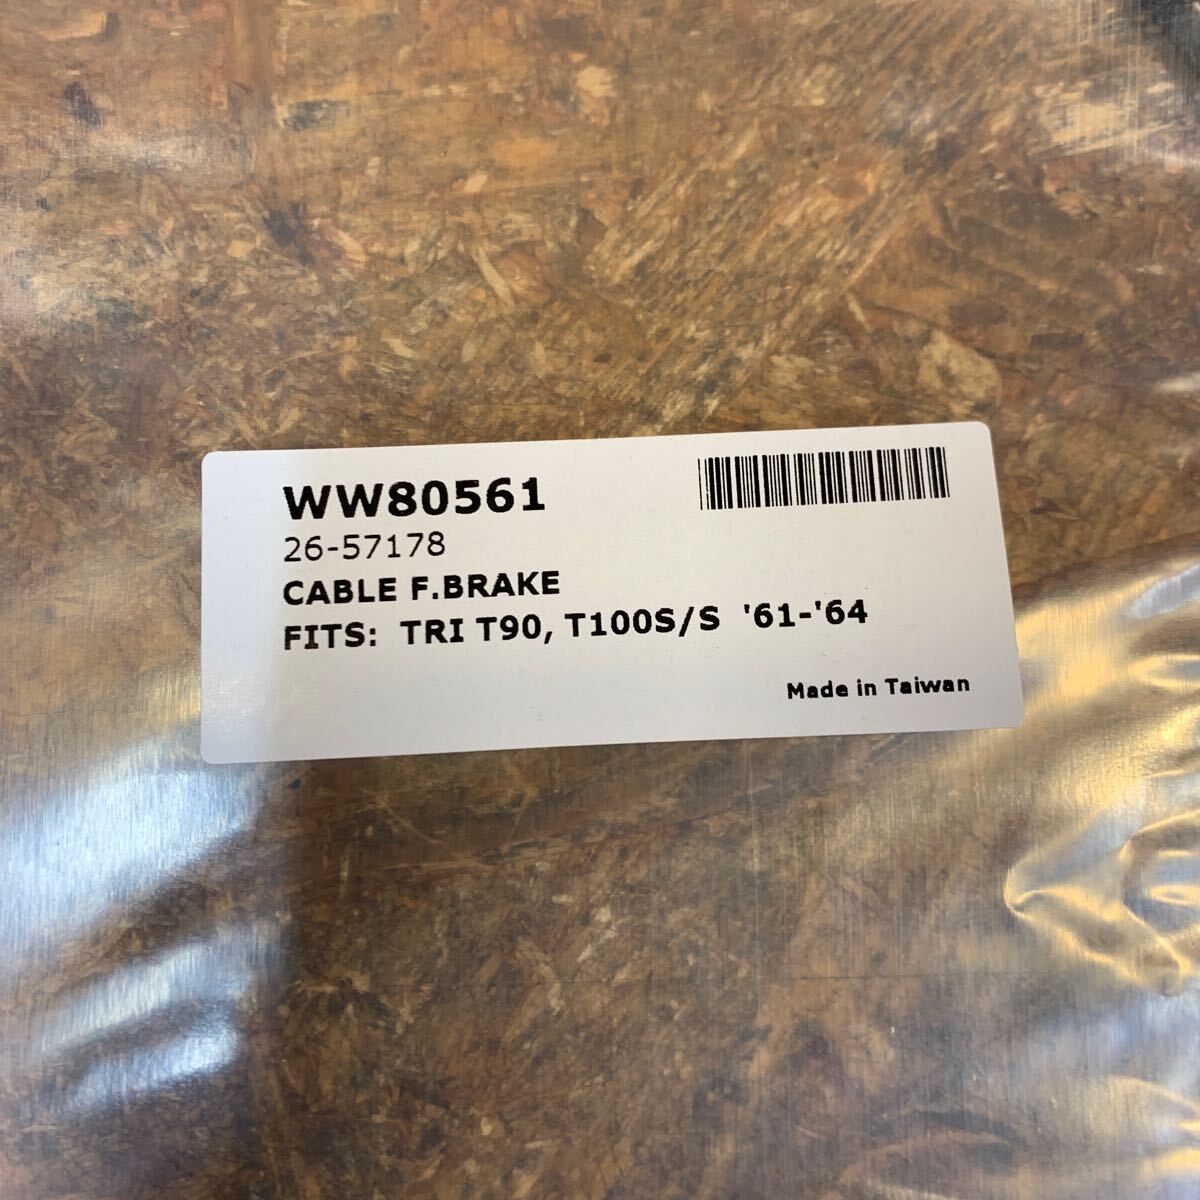 WW80561
26-57178
CABLE F.BRAKE
FITS:  TRI T90, T100S/S  '61-'64
Made in Taiwan